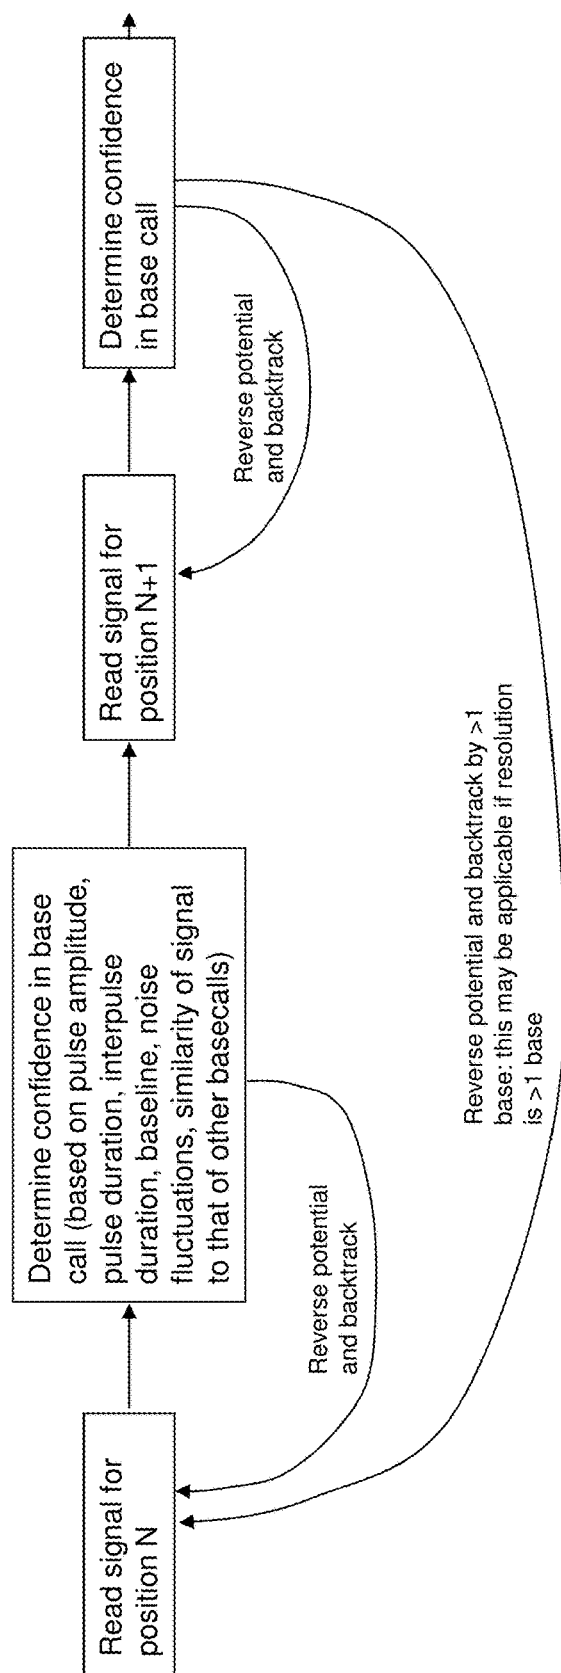 Read signal for
position N
Determine confidence in base
call (based on pulse amplitude,
pulse duration, interpulse
duration, baseline, noise
fluctuations, similarity of signal
to that of other basecalls)
Reverse potential
and backtrack
Read signal for
position N+1
Determine confidence
in base call
Reverse potential
and backtrack
Reverse potential and backtrack by >1
base: this may be applicable if resolution
is >1 base